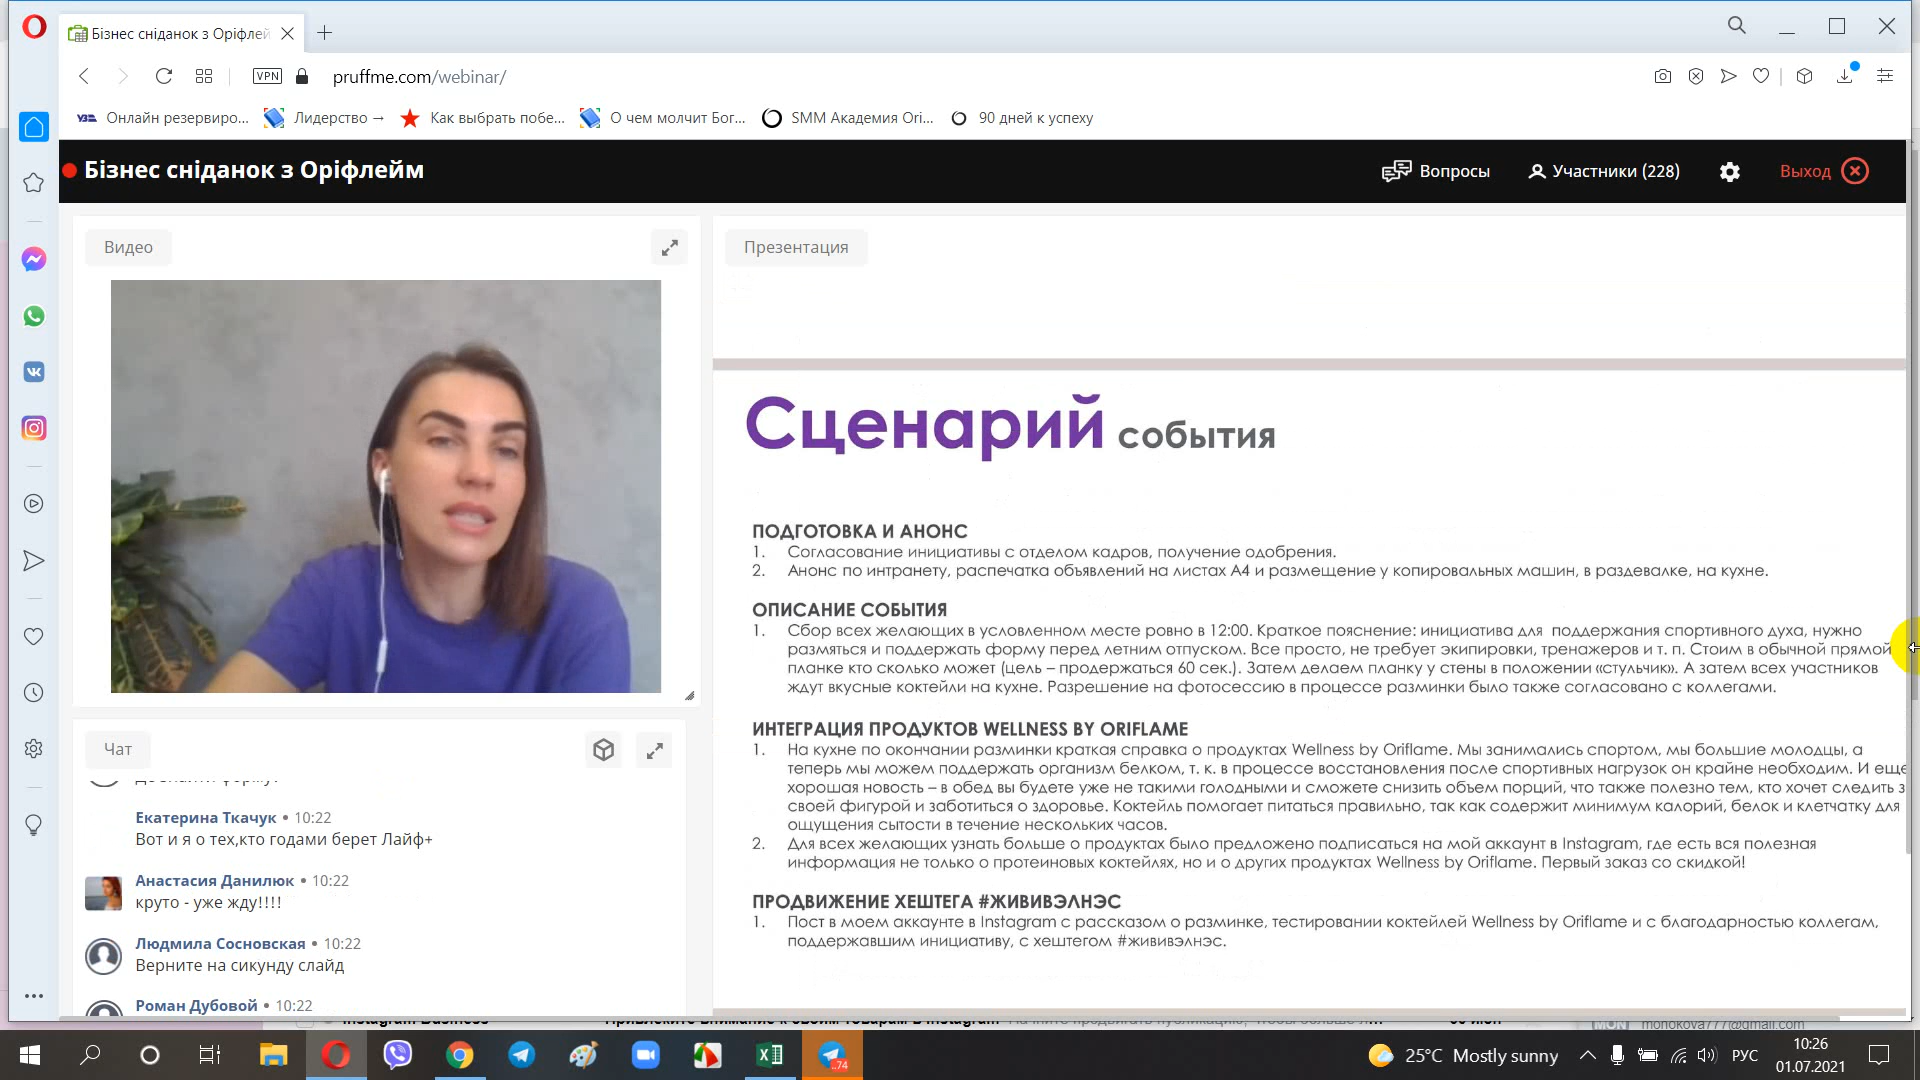 Бізнес сніданок з Оріфлей
VPN
pruffme.com/webinar/
УЗ Онлайн резервиро...
Лидерство →
Как выбрать побе...
О чем молчит Бог...
SMM Академия Ori...
90 дней к успеху
Бізнес сніданок з Оріфлейм
Вопросы
Участники (228)
Выход
Видео
Презентация
Сценарий события
ПОДГОТОВКА И АНОНС
1. Согласование инициативы с отделом кадров, получение одобрения.
2. Анонс по интранету, распечатка объявлений на листах А4 и размещение у копировальных машин, в раздевалке, на кухне.
ОПИСАНИЕ СОБЫТИЯ
1. Сбор всех желающих в условленном месте ровно в 12:00. Краткое пояснение: инициатива для поддержания спортивного духа, нужно
размяться и поддержать форму перед летним отпуском. Все просто, не требует экипировки, тренажеров и т. п. Стоим в обычной прямой
планке кто сколько может (цель – продержаться 60 сек.). Затем делаем планку у стены в положении «стульчик». А затем всех участников
ждут вкусные коктейли на кухне. Разрешение на фотосессию в процессе разминки было также согласовано с коллегами.
ИНТЕГРАЦИЯ ПРОДУКТОВ WELLNESS BY ORIFLAME
1. На кухне по окончании разминки краткая справка о продуктах Wellness by Oriflame. Мы занимались спортом, мы большие молодцы, а
теперь мы можем поддержать организм белком, т. к. в процессе восстановления после спортивных нагрузок он крайне необходим. И еще
хорошая новость – в обед вы будете уже не такими голодными и сможете снизить объем порций, что также полезно тем, кто хочет следить з
своей фигурой и заботиться о здоровье. Коктейль помогает питаться правильно, так как содержит минимум калорий, белок и клетчатку для
ощущения сытости в течение нескольких часов.
2. Для всех желающих узнать больше о продуктах было предложено подписаться на мой аккаунт в Instagram, где есть вся полезная
информация не только о протеиновых коктейлях, но и о других продуктах Wellness by Oriflame. Первый заказ со скидкой!
ПРОДВИЖЕНИЕ ХЕШТЕГА #ЖИВИВЭЛНЭС
1. Пост в моем аккаунте в Instagram с рассказом о разминке, тестировании коктейлей Wellness by Oriflame и с благодарностью коллегам,
поддержавшим инициативу, с хештегом #жививэлнэс.
Чат
Екатерина Ткачук • 10:22
Вот и я о тех,кто годами берет Лайф+
Анастасия Данилюк • 10:22
круто - уже жду!!!!
Людмила Сосновская • 10:22
Верните на сикунду слайд
Роман Дубовой • 10:22
monokova777@gmail.com
74
25°C Mostly sunny
РУС
10:26
01.07.2021